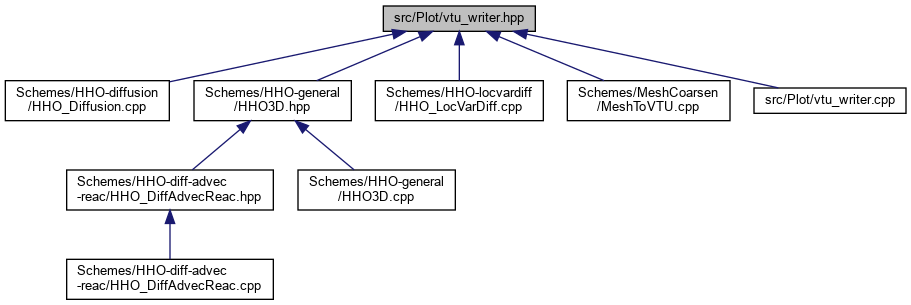 src/Plot/vtu_writer.hpp
Schemes/HHO-diffusion
/HHO_Diffusion.cpp
Schemes/HHO-general
/HHO3D.hpp
Schemes/HHO-locvardiff
/HHO_LocVarDiff.cpp
Schemes/MeshCoarsen
/MeshToVTU.cpp
src/Plot/vtu_writer.cpp
Schemes/HHO-diff-advec
-reac/HHO_DiffAdvecReac.hpp
Schemes/HHO-general
/HHO3D.cpp
Schemes/HHO-diff-advec
-reac/HHO_DiffAdvecReac.cpp